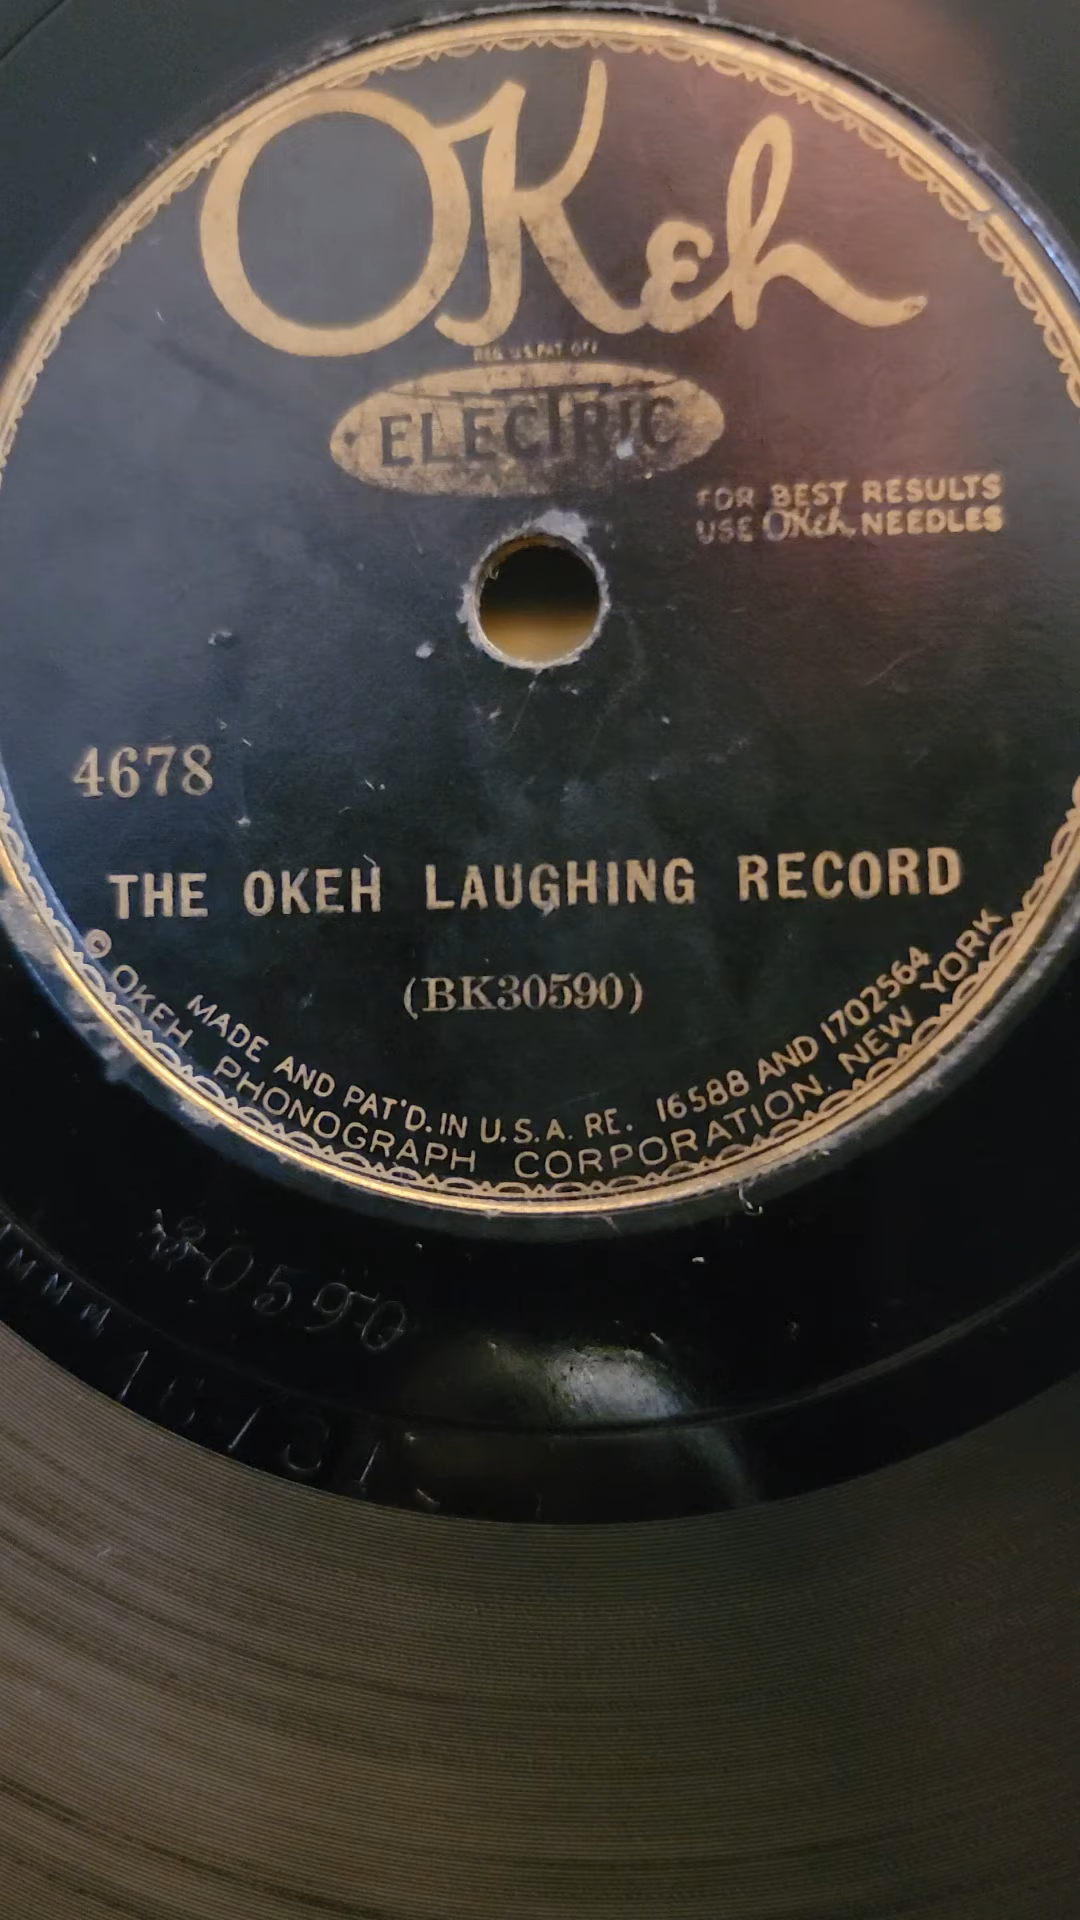 OKeh
REG. U.S. PAT. OFF.
ELECTRIC
FOR BEST RESULTS
USE OKeh NEEDLES
4678
THE OKEH LAUGHING RECORD
(BK30590)
MADE AND PAT'D. IN U.S.A. RE. 16588 AND 1702564
© OKEH PHONOGRAPH CORPORATION. NEW YORK
30590